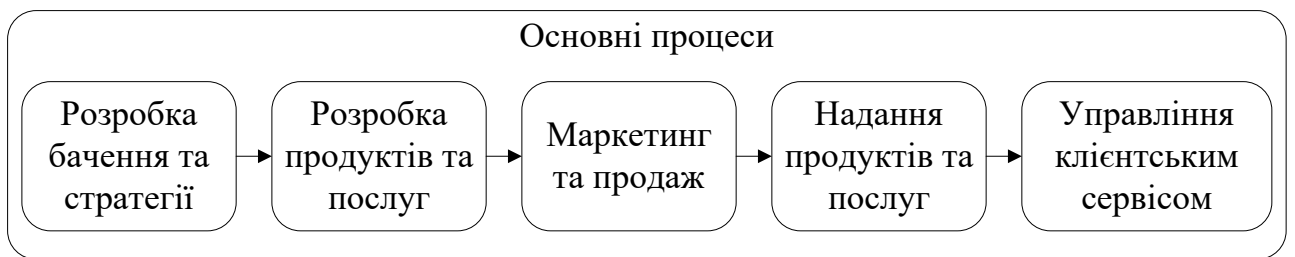 Основні процеси
Розробка
бачення та
стратегії
Розробка
продуктів та
послуг
Маркетинг
та продаж
Надання
продуктів та
послуг
Управління
клієнтським
сервісом